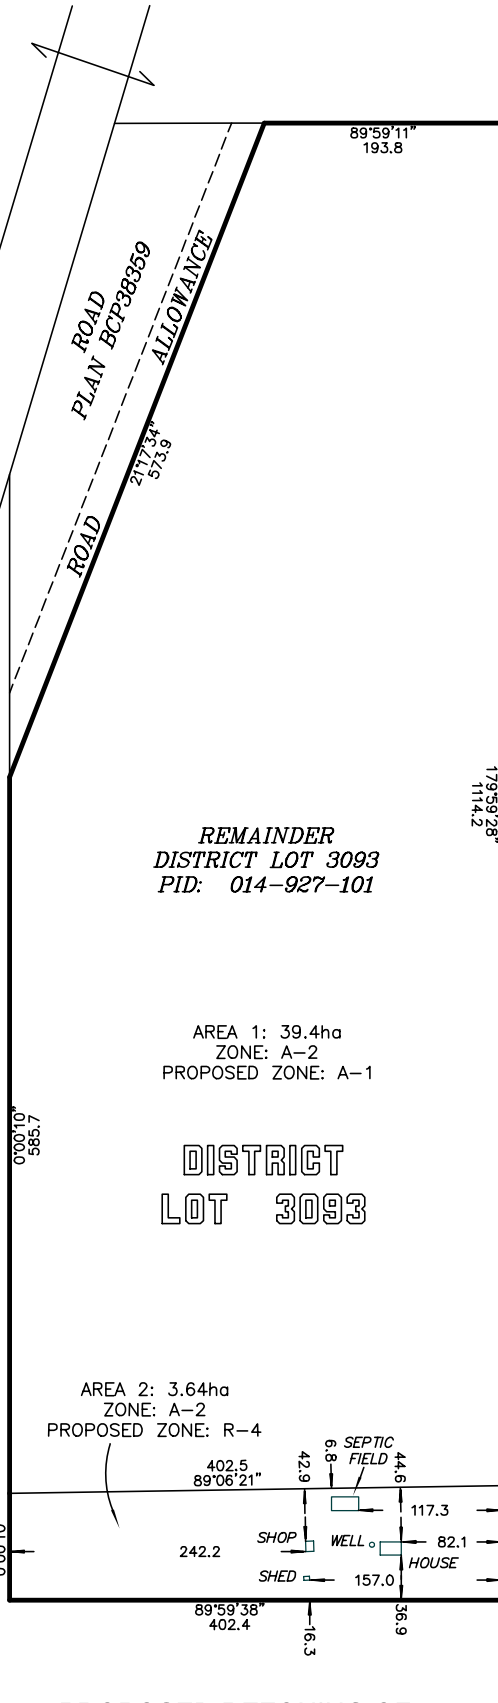 89°59'11"
193.8
ROAD
PLAN BCP38359
ROAD ALLOWANCE
21°17'34"
573.9
179°59'28"
1114.2
REMAINDER
DISTRICT LOT 3093
PID: 014-927-101
AREA 1: 39.4ha
ZONE: A-2
PROPOSED ZONE: A-1
0°00'10"
585.7
DISTRICT
LOT 3093
AREA 2: 3.64ha
ZONE: A-2
PROPOSED ZONE: R-4
402.5
89°06'21"
42.9
6.8
SEPTIC
FIELD
44.6
117.3
SHOP
WELL
82.1
HOUSE
242.2
SHED
157.0
89°59'38"
402.4
16.3
36.9